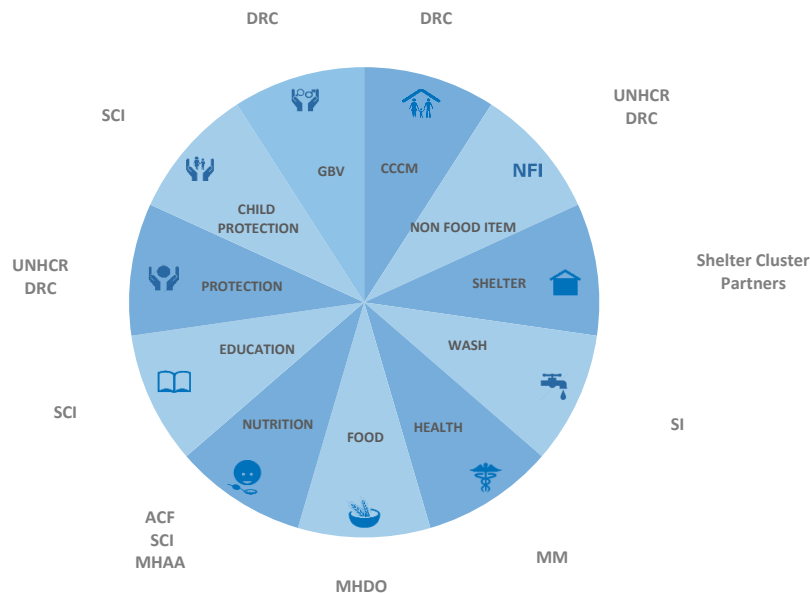 DRC
DRC
SCI
UNHCR
DRC
GBV
CCCM
NFI
CHILD
PROTECTION
NON FOOD ITEM
UNHCR
DRC
PROTECTION
SHELTER
Shelter Cluster
Partners
EDUCATION
WASH
SCI
NUTRITION
FOOD
HEALTH
SI
ACF
SCI
MHAA
MHDO
MM